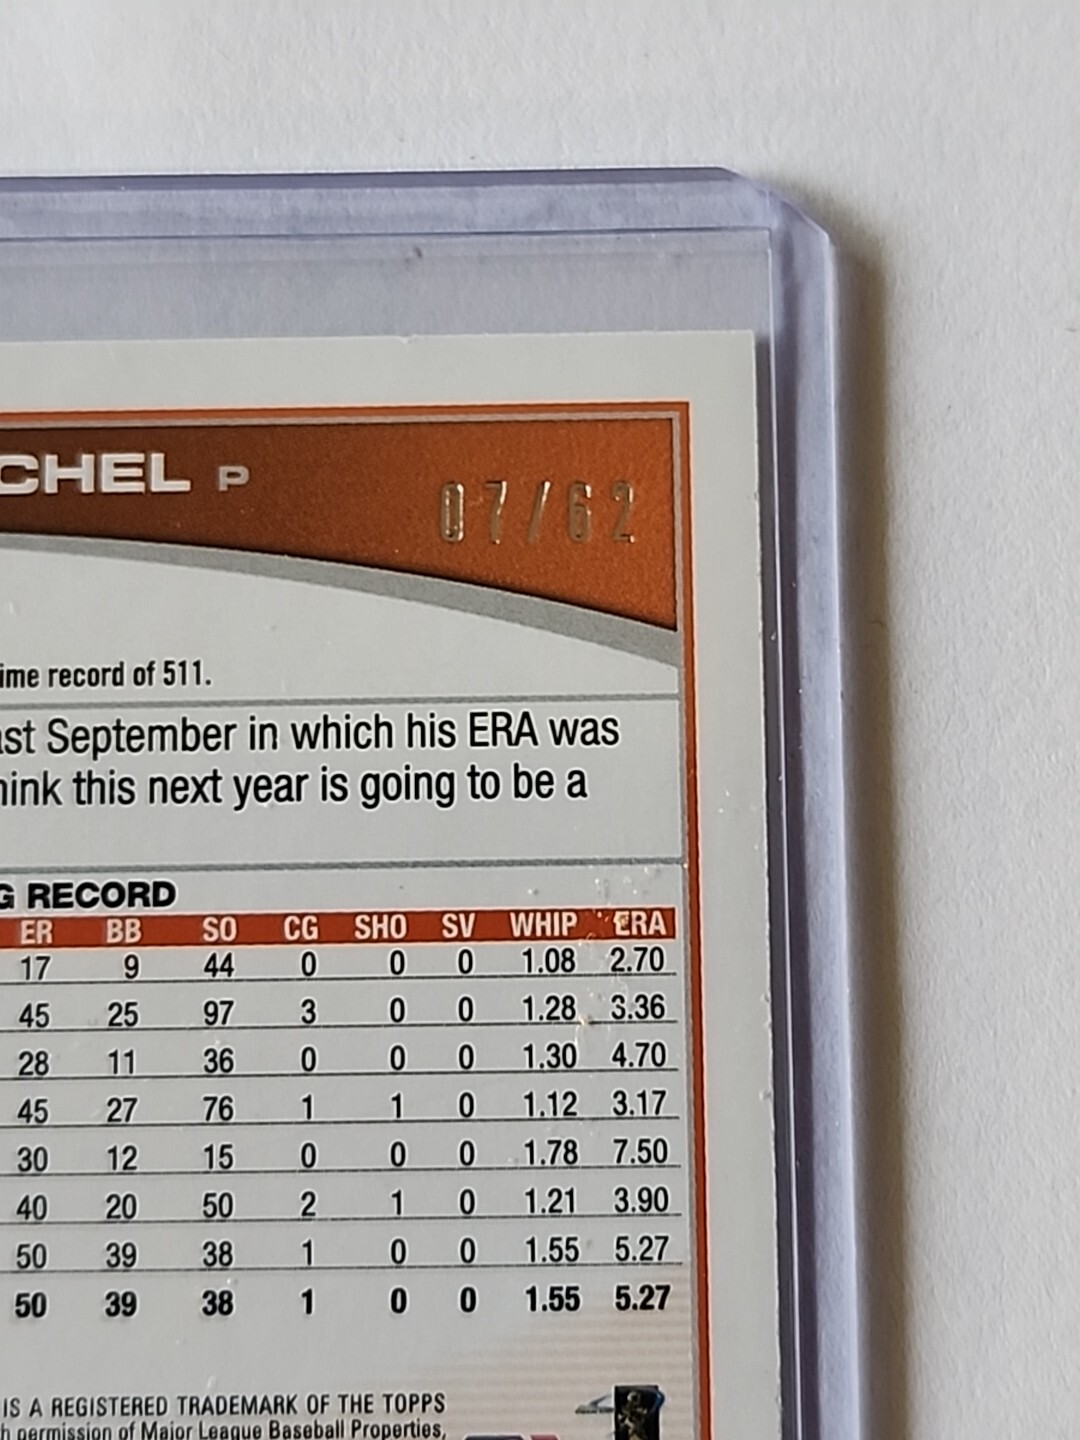 CHEL P
07/62
ime record of 511.
ast September in which his ERA was
hink this next year is going to be a
G RECORD
ER BB SO CG SHO SV WHIP ERA
17 9 44 0 0 0 1.08 2.70
45 25 97 3 0 0 1.28 3.36
28 11 36 0 0 0 1.30 4.70
45 27 76 1 1 0 1.12 3.17
30 12 15 0 0 0 1.78 7.50
40 20 50 2 1 0 1.21 3.90
50 39 38 1 0 0 1.55 5.27
50 39 38 1 0 0 1.55 5.27
IS A REGISTERED TRADEMARK OF THE TOPPS
h permission of Major League Baseball Properties,